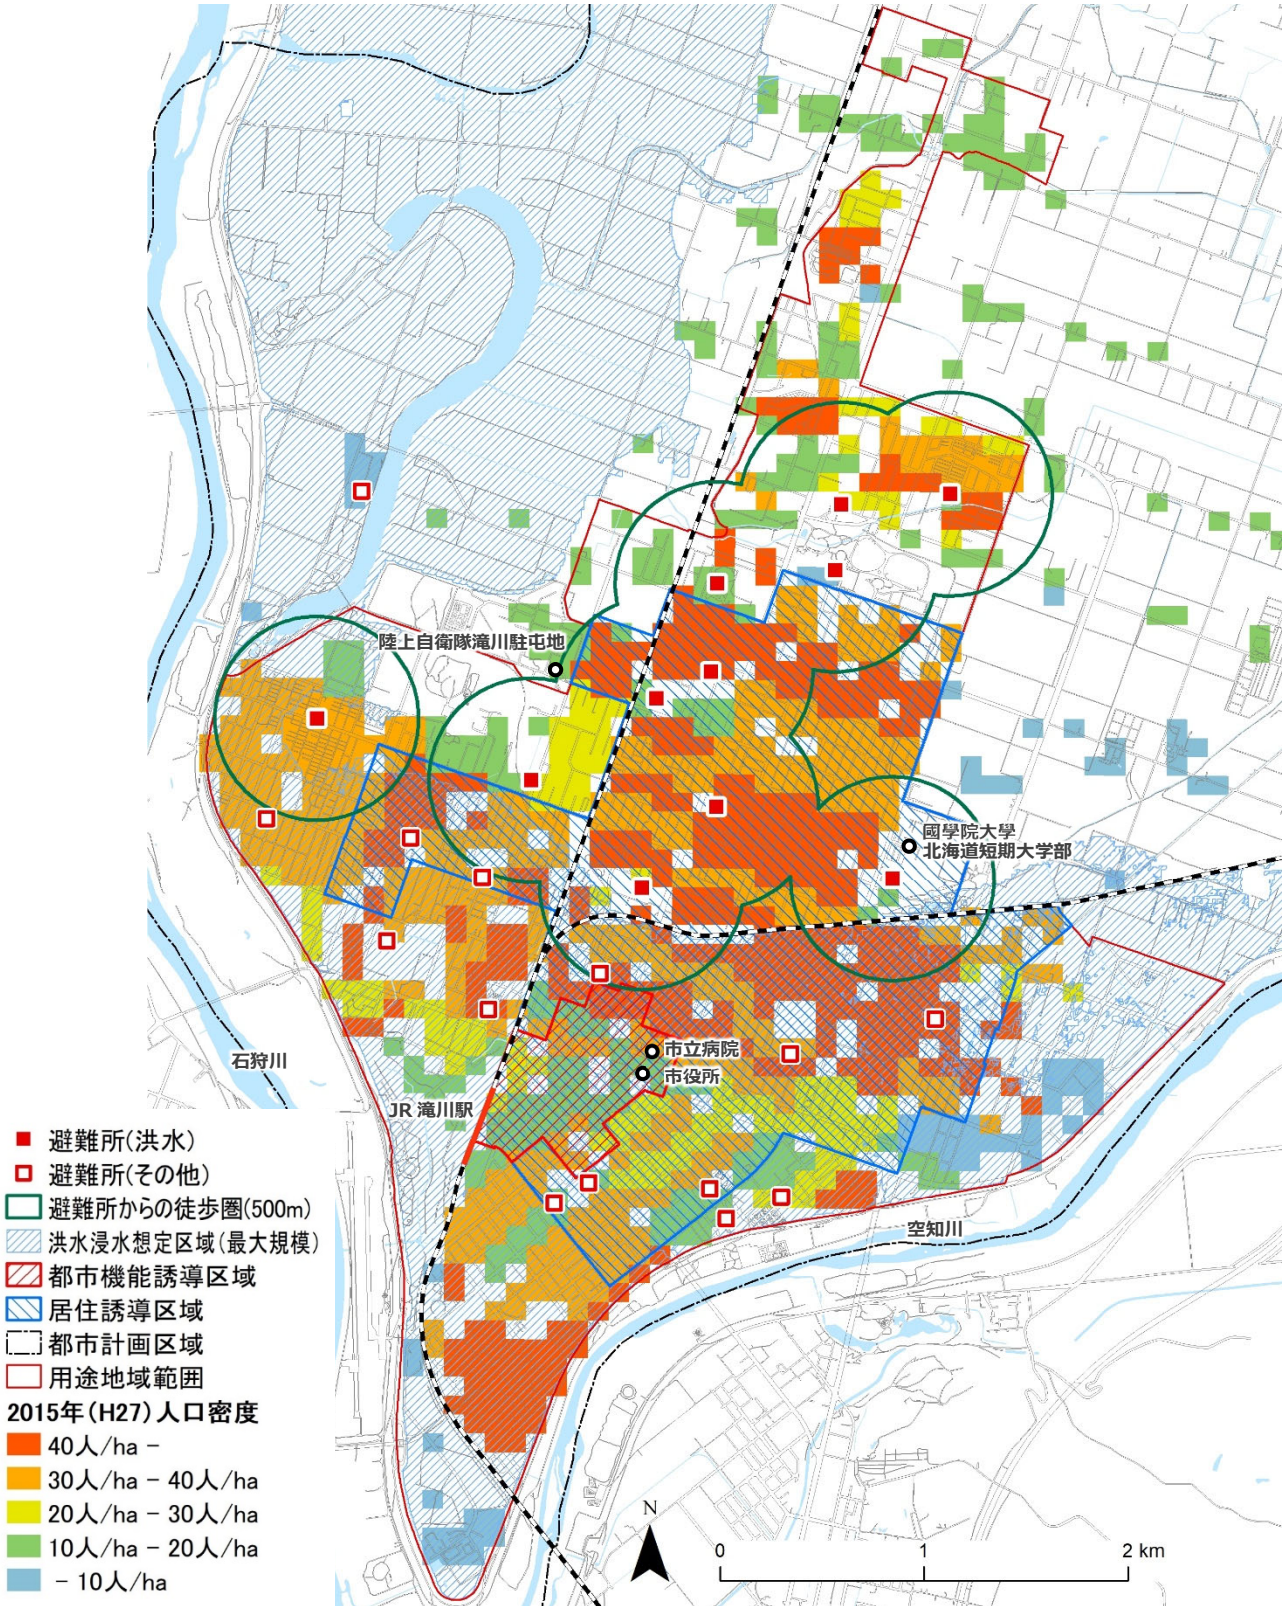 陸上自衛隊滝川駐屯地
國學院大學
北海道短期大学部
市立病院
市役所
石狩川
JR 滝川駅
空知川
避難所(洪水)
避難所(その他)
避難所からの徒歩圏(500m)
洪水浸水想定区域(最大規模)
都市機能誘導区域
居住誘導区域
都市計画区域
用途地域範囲
2015年(H27)人口密度
40人/ha -
30人/ha - 40人/ha
20人/ha - 30人/ha
10人/ha - 20人/ha
- 10人/ha
N
0 1 2 km